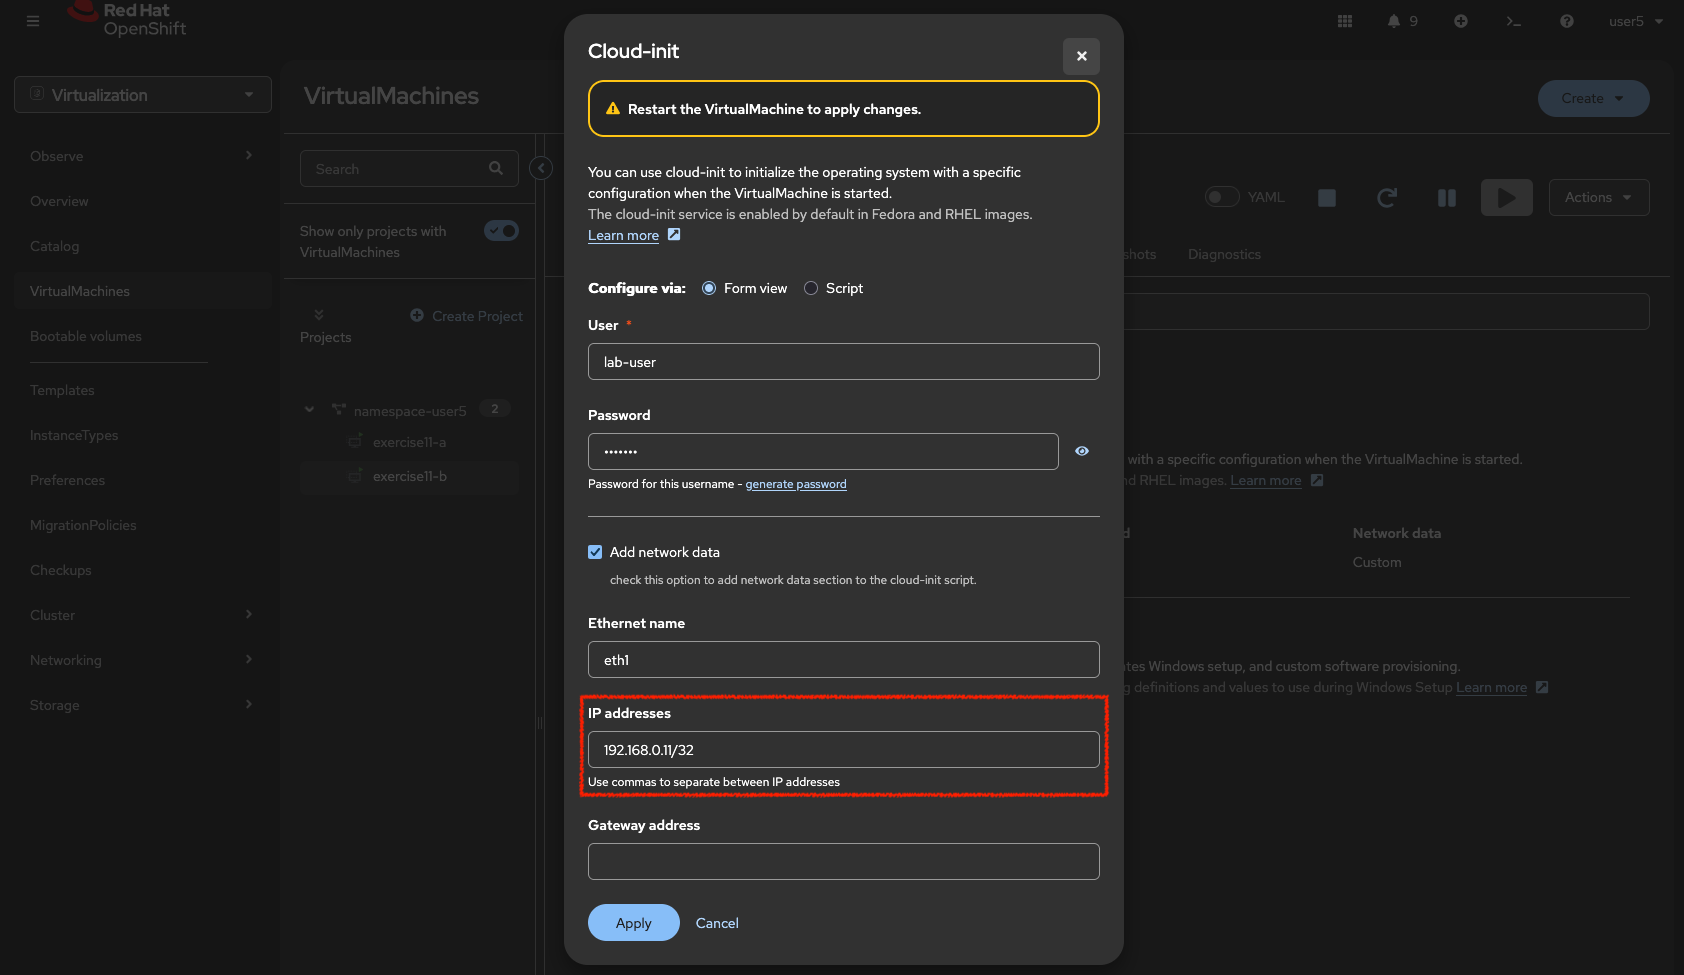 Red Hat
OpenShift
9
user5
Virtualization
Observe
Overview
Catalog
VirtualMachines
Bootable volumes
Templates
InstanceTypes
Preferences
MigrationPolicies
Checkups
Cluster
Networking
Storage
VirtualMachines
Create
Search
Show only projects with
VirtualMachines
Create Project
Projects
namespace-user5 2
exercise11-a
exercise11-b
YAML
Actions
shots Diagnostics
with a specific configuration when the VirtualMachine is started.
RHEL images. Learn more
Network data
Custom
Windows setup, and custom software provisioning.
definitions and values to use during Windows Setup Learn more
Cloud-init
Restart the VirtualMachine to apply changes.
You can use cloud-init to initialize the operating system with a specific
configuration when the VirtualMachine is started.
The cloud-init service is enabled by default in Fedora and RHEL images.
Learn more
Configure via: Form view Script
User *
lab-user
Password
•••••••
Password for this username - generate password
Add network data
check this option to add network data section to the cloud-init script.
Ethernet name
eth1
IP addresses
192.168.0.11/32
Use commas to separate between IP addresses
Gateway address
Apply Cancel